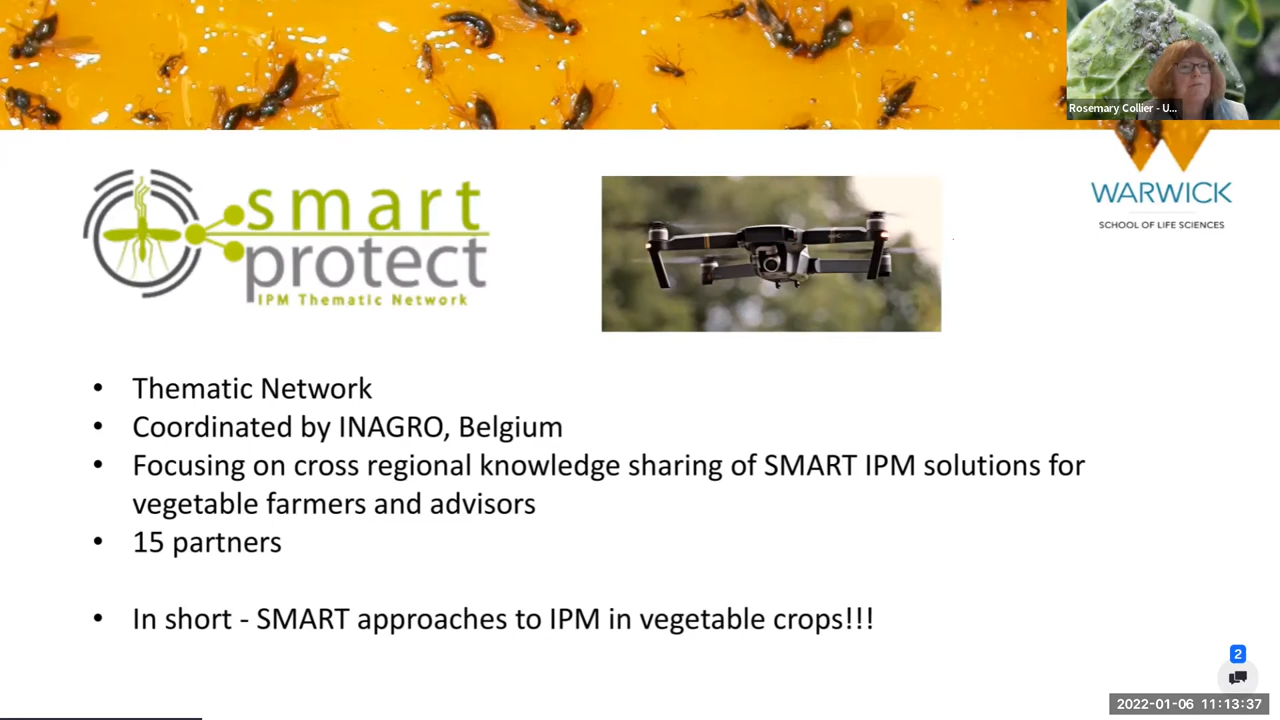 Rosemary Collier - U...
smart
protect
IPM Thematic Network
WARWICK
SCHOOL OF LIFE SCIENCES
• Thematic Network
• Coordinated by INAGRO, Belgium
• Focusing on cross regional knowledge sharing of SMART IPM solutions for
vegetable farmers and advisors
• 15 partners
• In short - SMART approaches to IPM in vegetable crops!!!
2
2022-01-06 11:13:37